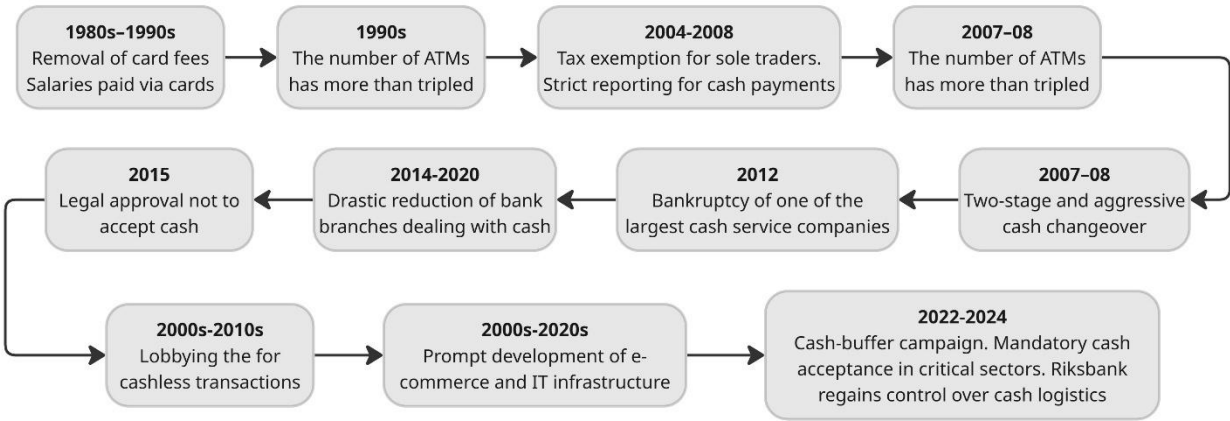 1980s–1990s
Removal of card fees
Salaries paid via cards
1990s
The number of ATMs
has more than tripled
2004-2008
Tax exemption for sole traders.
Strict reporting for cash payments
2007–08
The number of ATMs
has more than tripled
2007–08
Two-stage and aggressive
cash changeover
2012
Bankruptcy of one of the
largest cash service companies
2014-2020
Drastic reduction of bank
branches dealing with cash
2015
Legal approval not to
accept cash
2000s-2010s
Lobbying the for
cashless transactions
2000s-2020s
Prompt development of e-
commerce and IT infrastructure
2022-2024
Cash-buffer campaign. Mandatory cash
acceptance in critical sectors. Riksbank
regains control over cash logistics